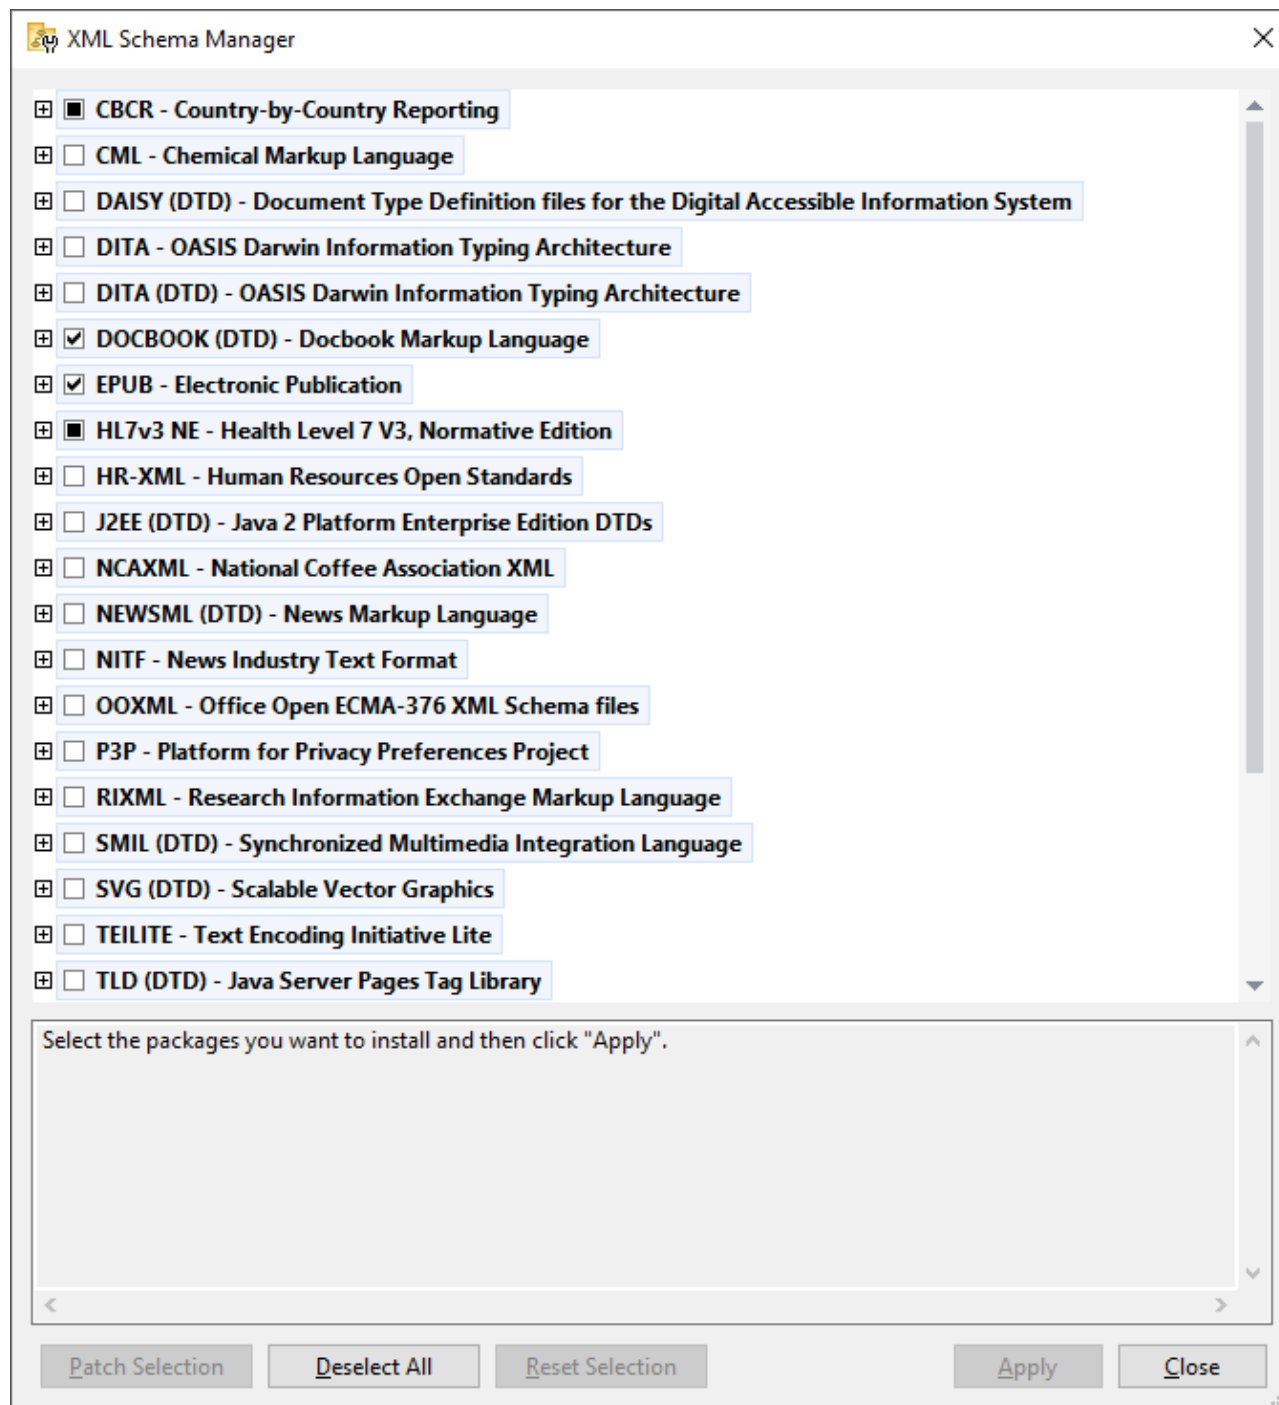 XML Schema Manager
CBCR - Country-by-Country Reporting
CML - Chemical Markup Language
DAISY (DTD) - Document Type Definition files for the Digital Accessible Information System
DITA - OASIS Darwin Information Typing Architecture
DITA (DTD) - OASIS Darwin Information Typing Architecture
DOCBOOK (DTD) - Docbook Markup Language
EPUB - Electronic Publication
HL7v3 NE - Health Level 7 V3, Normative Edition
HR-XML - Human Resources Open Standards
J2EE (DTD) - Java 2 Platform Enterprise Edition DTDs
NCAXML - National Coffee Association XML
NEWSML (DTD) - News Markup Language
NITF - News Industry Text Format
OOXML - Office Open ECMA-376 XML Schema files
P3P - Platform for Privacy Preferences Project
RIXML - Research Information Exchange Markup Language
SMIL (DTD) - Synchronized Multimedia Integration Language
SVG (DTD) - Scalable Vector Graphics
TEILITE - Text Encoding Initiative Lite
TLD (DTD) - Java Server Pages Tag Library
Select the packages you want to install and then click "Apply".
Patch Selection Deselect All Reset Selection Apply Close